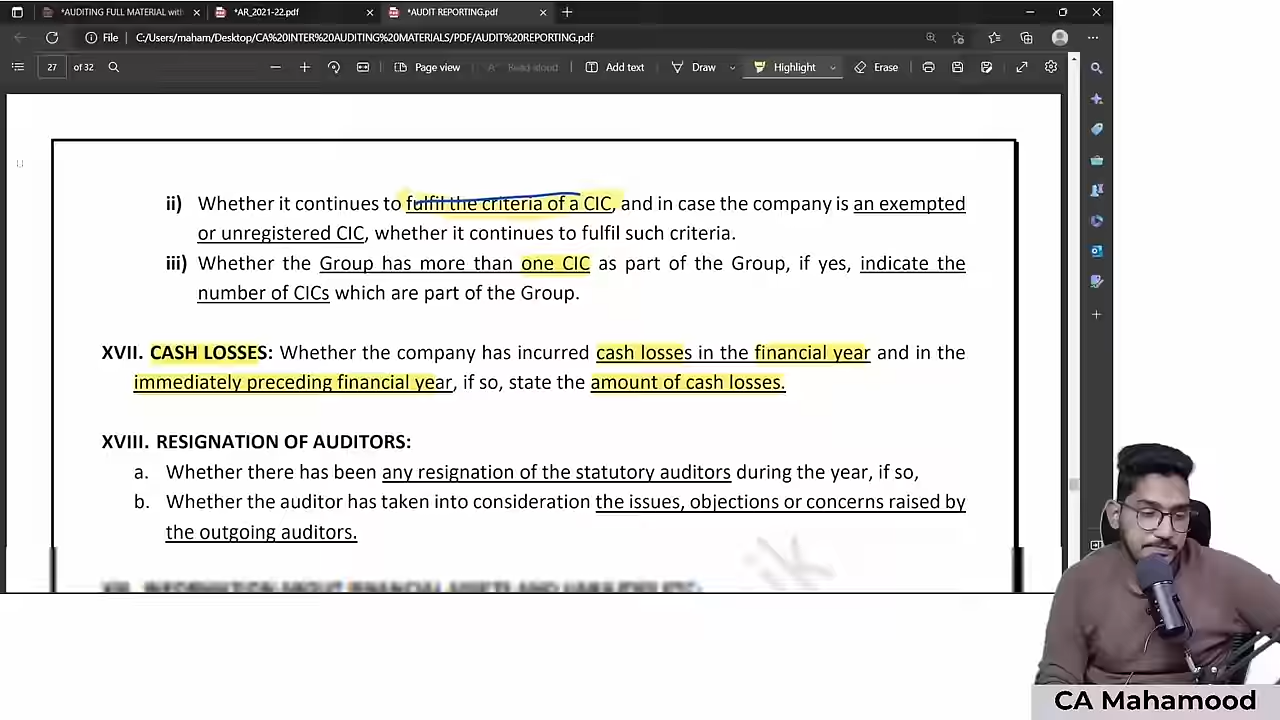 *AUDITING FULL MATERIAL with
*AR_2021-22.pdf
*AUDIT REPORTING.pdf
File C:/Users/maham/Desktop/CA%20INTER%20AUDITING%20MATERIALS/PDF/AUDIT%20REPORTING.pdf
27 of 32 Page view Read aloud Add text Draw Highlight Erase
ii) Whether it continues to fulfil the criteria of a CIC, and in case the company is an exempted
or unregistered CIC, whether it continues to fulfil such criteria.
iii) Whether the Group has more than one CIC as part of the Group, if yes, indicate the
number of CICs which are part of the Group.
XVII. CASH LOSSES: Whether the company has incurred cash losses in the financial year and in the
immediately preceding financial year, if so, state the amount of cash losses.
XVIII. RESIGNATION OF AUDITORS:
a. Whether there has been any resignation of the statutory auditors during the year, if so,
b. Whether the auditor has taken into consideration the issues, objections or concerns raised by
the outgoing auditors.
CA Mahamood